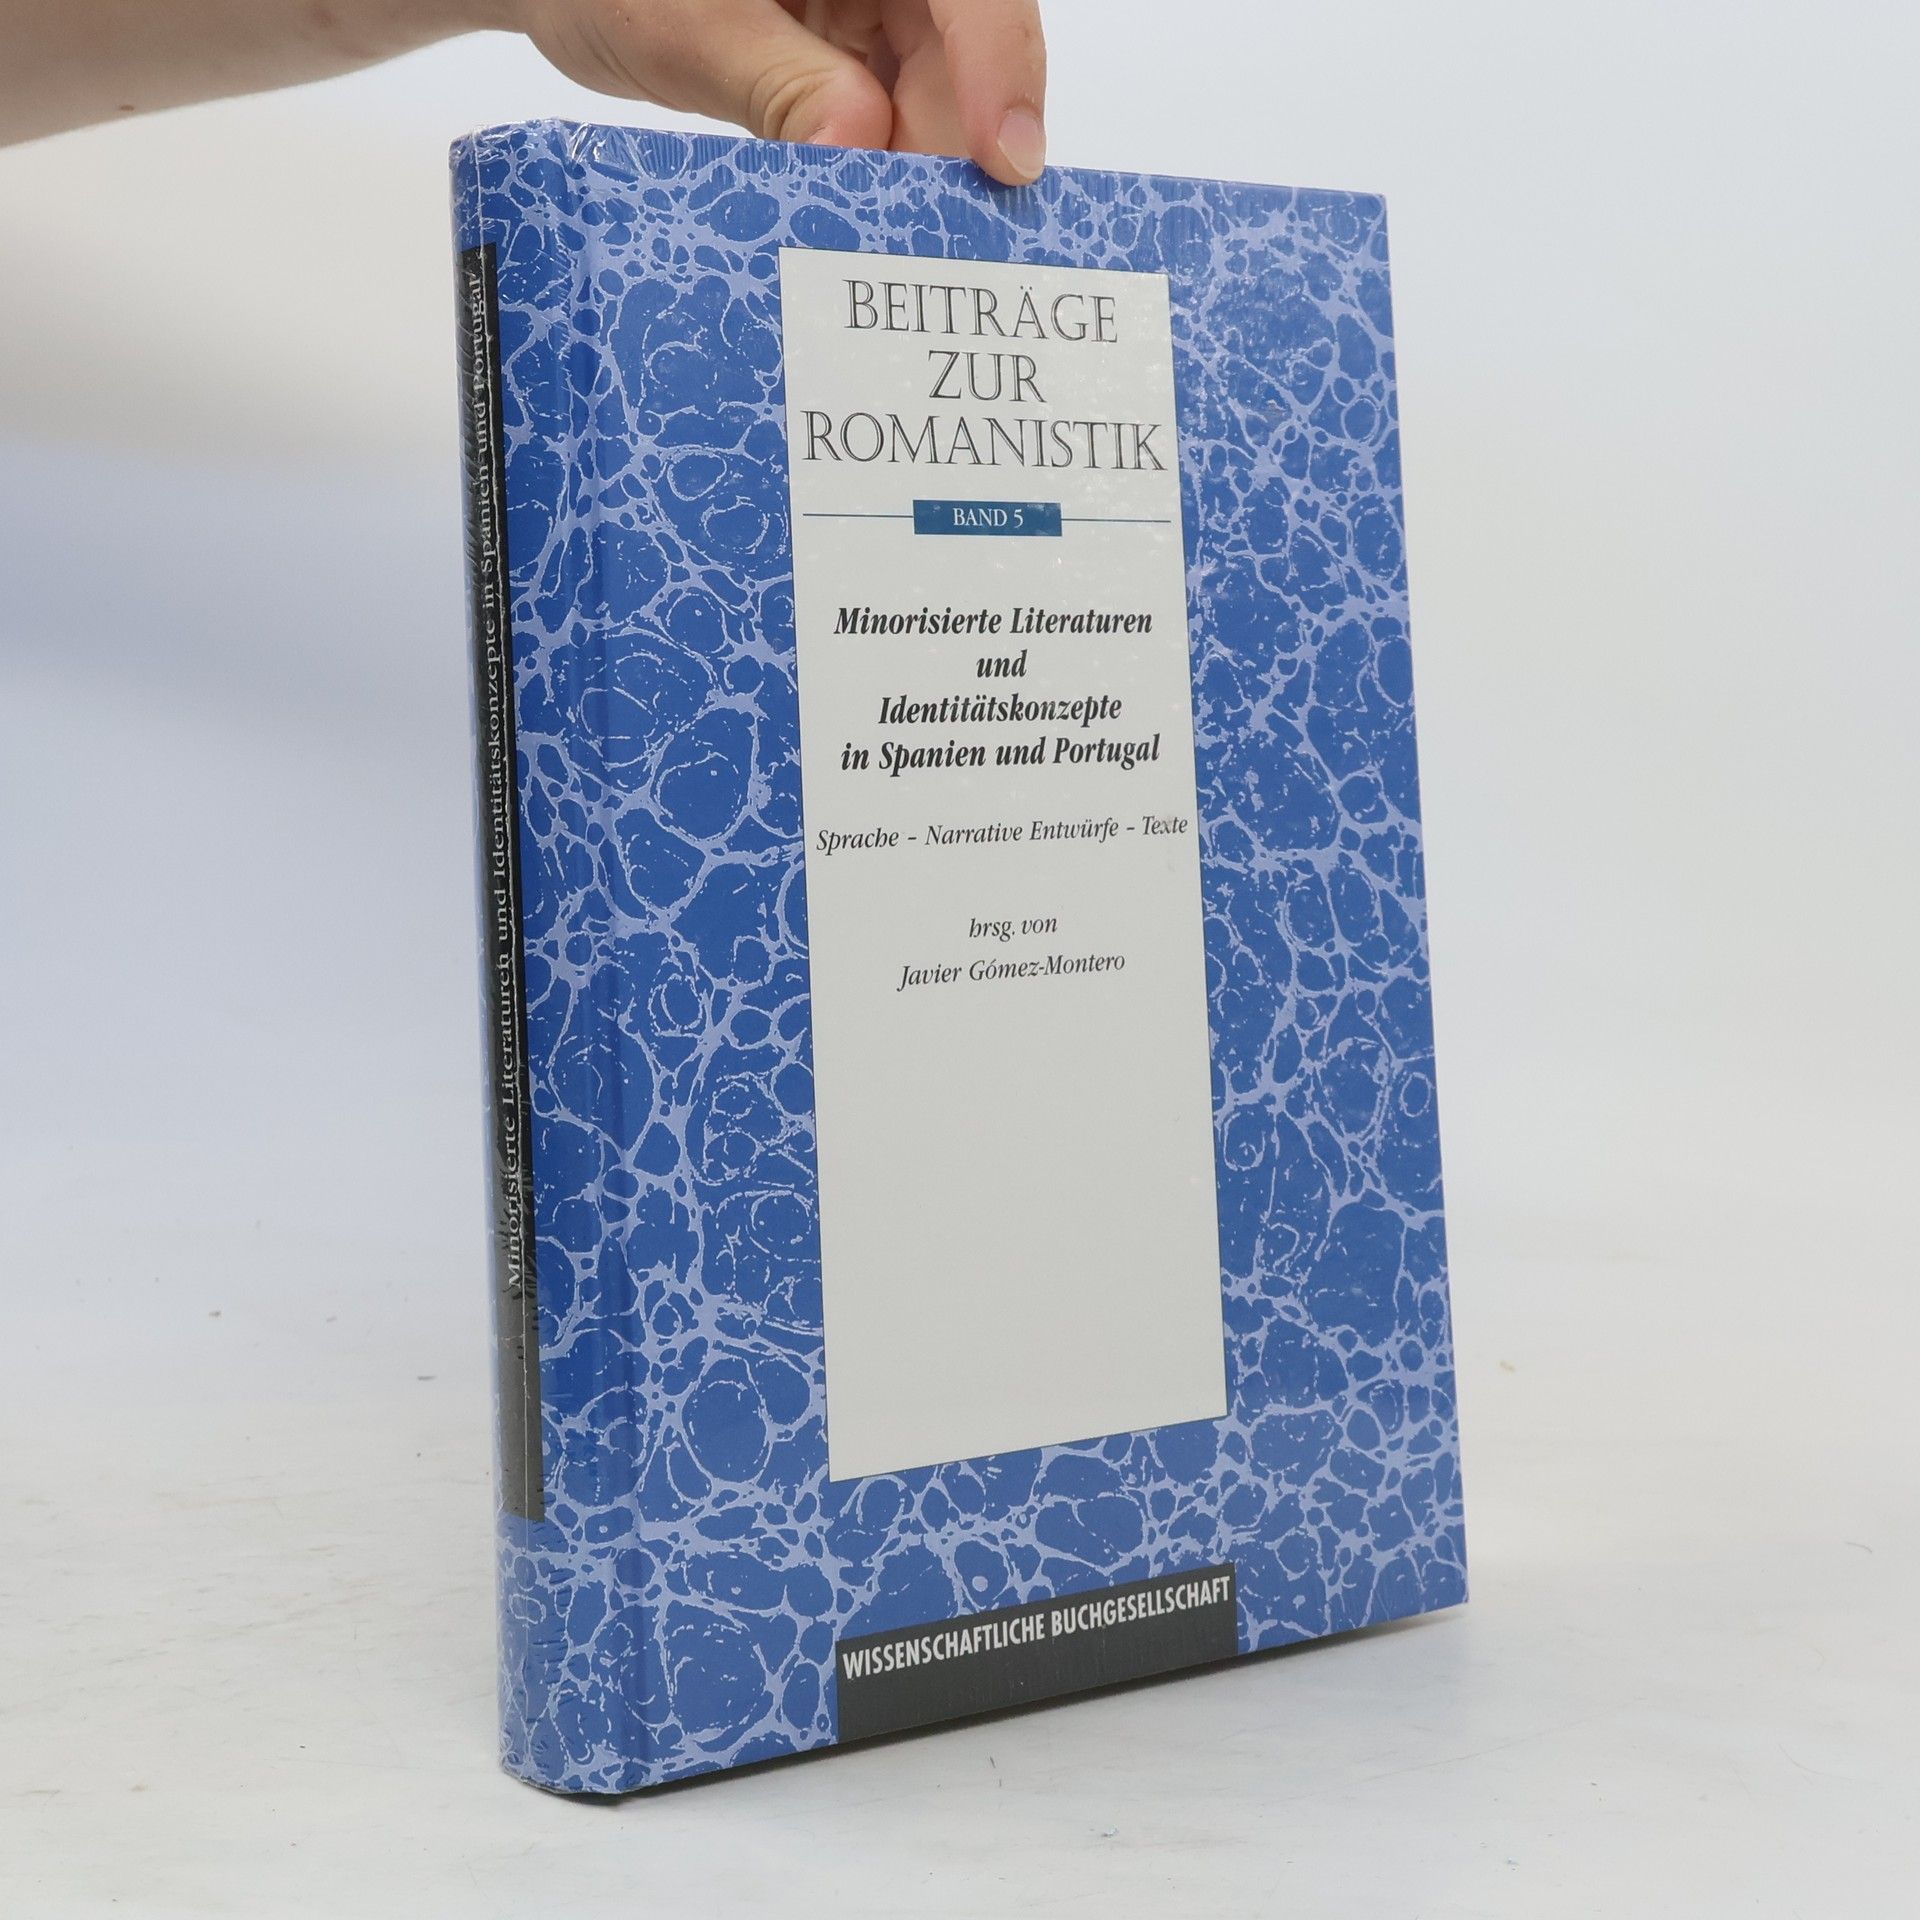 Minorisierte Literaturen und Identitätskonzepte in Spanien und Portugal
BEITRÄGE
ZUR
ROMANISTIK
BAND 5
Minorisierte Literaturen
und
Identitätskonzepte
in Spanien und Portugal
Sprache – Narrative Entwürfe – Texte
hrsg. von
Javier Gómez-Montero
WISSENSCHAFTLICHE BUCHGESELLSCHAFT